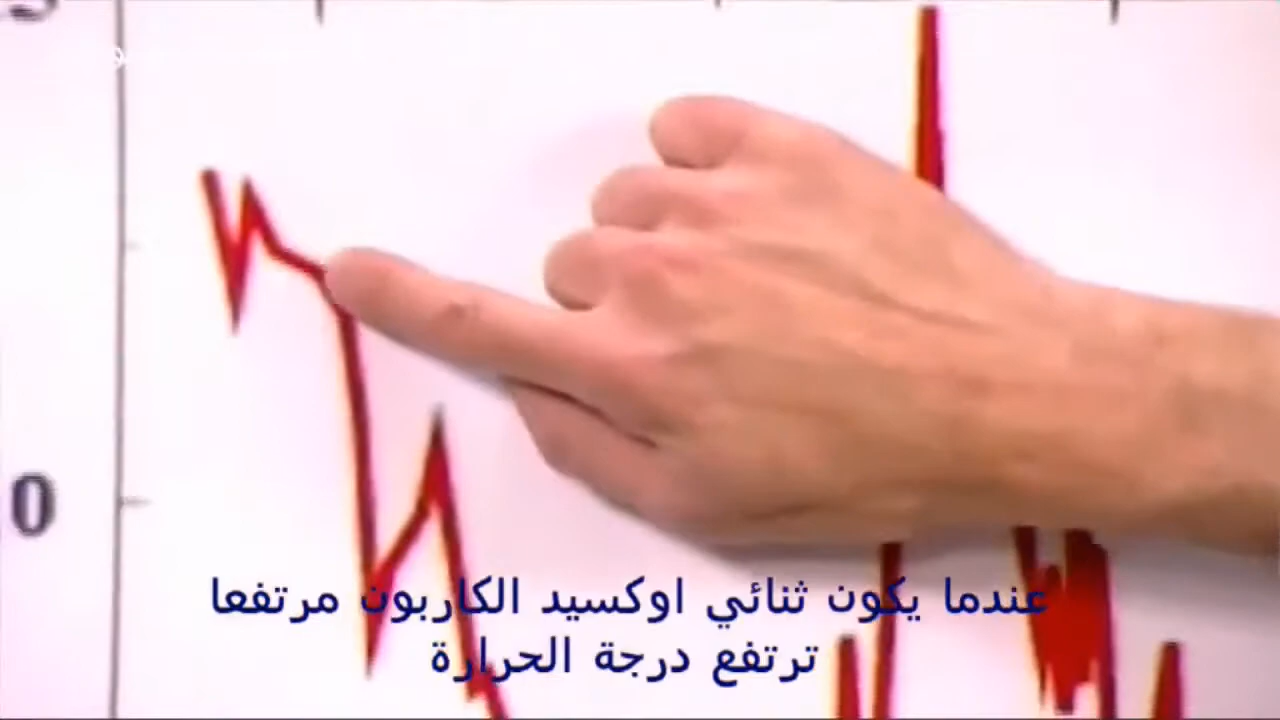 0
عندما يكون ثنائي اوكسيد الكاربون مرتفعا
ترتفع درجة الحرارة